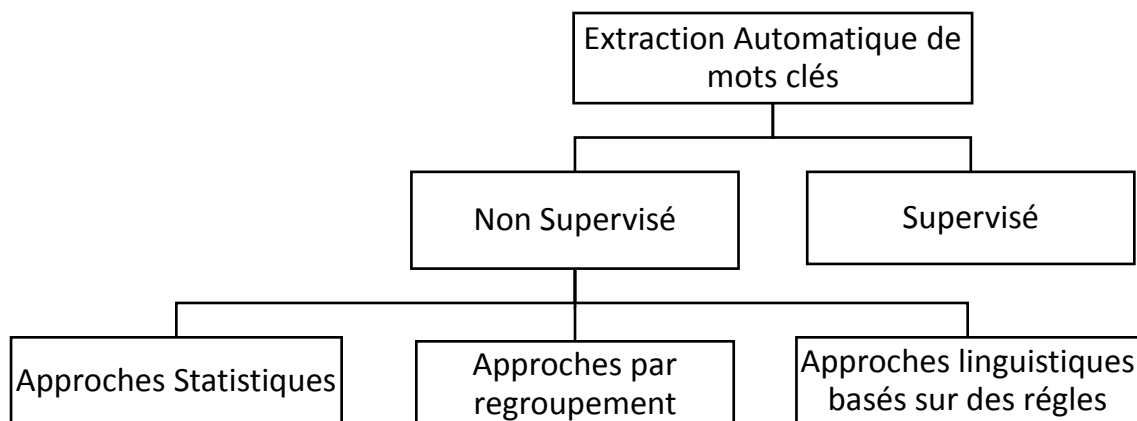 Extraction Automatique de
mots clés
Non Supervisé
Supervisé
Approches Statistiques
Approches par
regroupement
Approches linguistiques
basés sur des régles